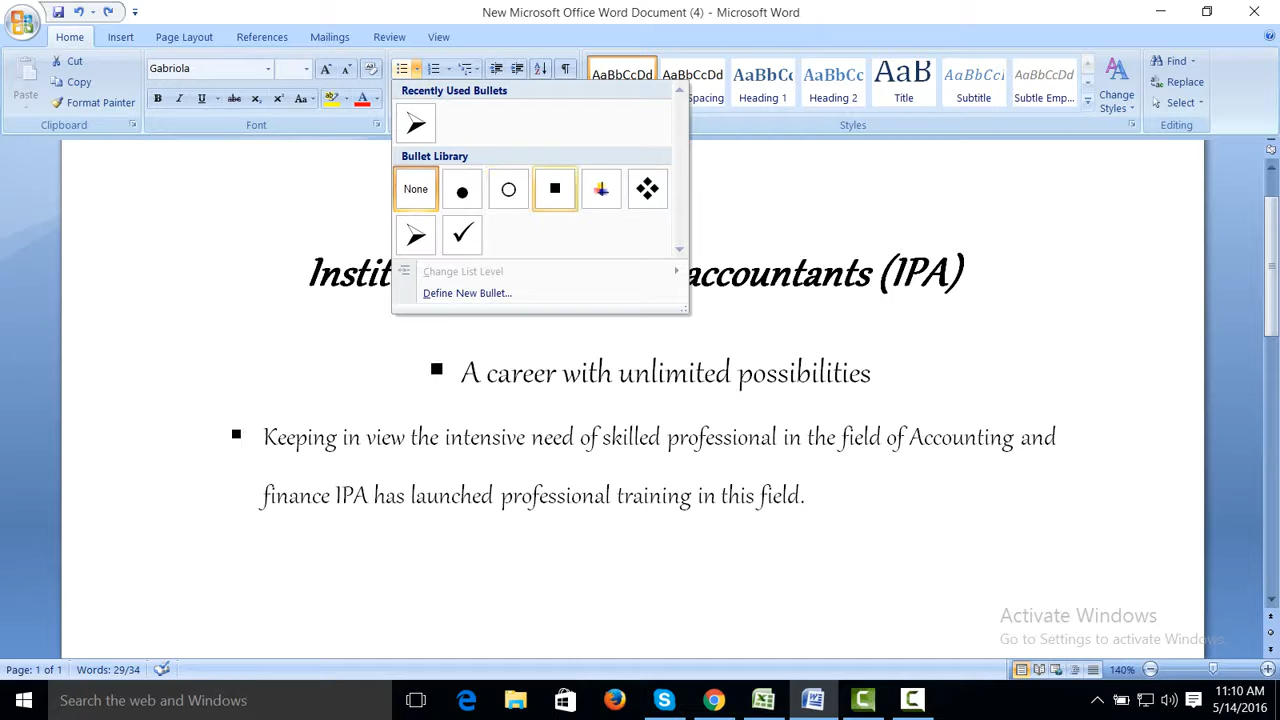 New Microsoft Office Word Document (4) - Microsoft Word
Home Insert Page Layout References Mailings Review View
Paste
Cut
Copy
Format Painter
Clipboard
Gabriola
B I U abc x₂ x² Aa A
Font
AaBbCcDd AaBbCcDd AaBbCc AaBbCc AaB AaBbCcI AaBbCcDd
Spacing Heading 1 Heading 2 Title Subtitle Subtle Emp...
Change Styles
Styles
Find
Replace
Select
Editing
Recently Used Bullets
Bullet Library
None
Change List Level
Define New Bullet...
Instit accountants (IPA)
A career with unlimited possibilities
Keeping in view the intensive need of skilled professional in the field of Accounting and
finance IPA has launched professional training in this field.
Activate Windows
Go to Settings to activate Windows.
Page: 1 of 1 Words: 29/34 140%
Search the web and Windows
11:10 AM
5/14/2016